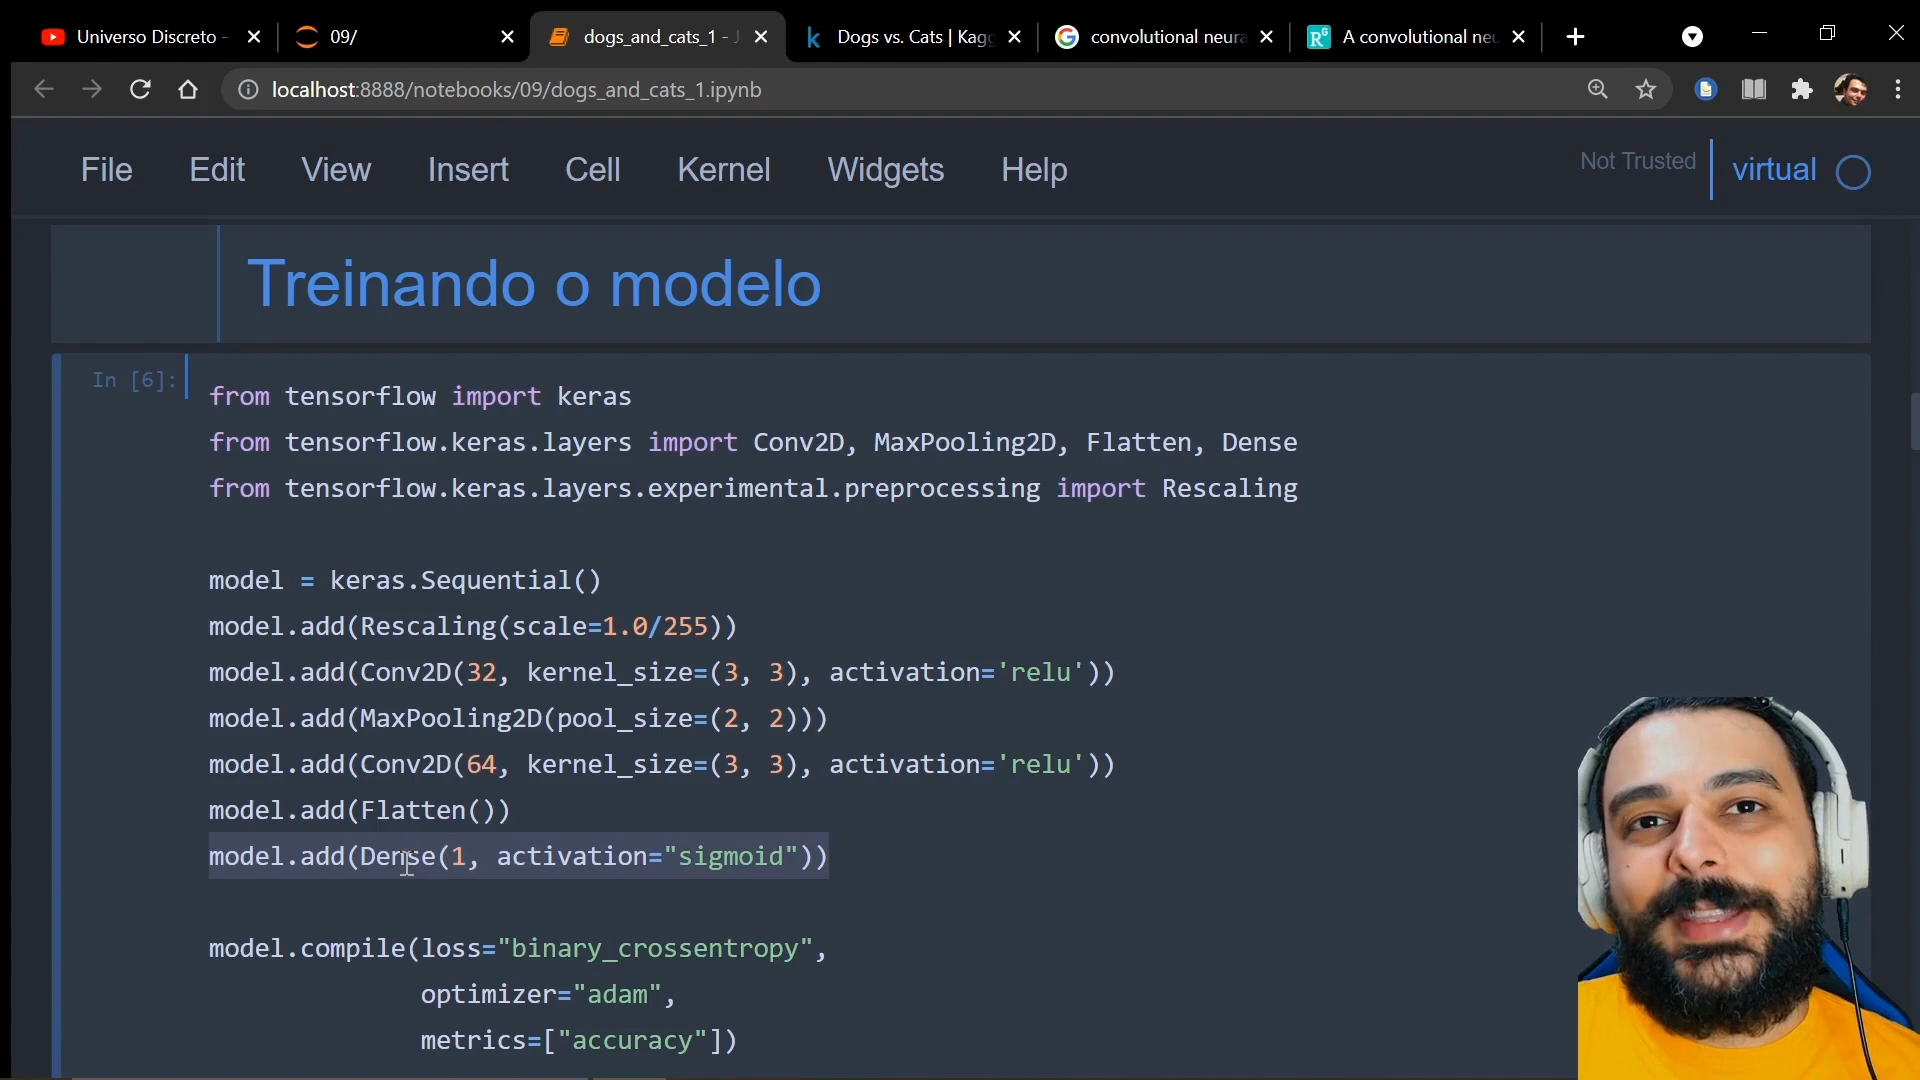 Universo Discreto -
09/
dogs_and_cats_1 - J
Dogs vs. Cats | Kagg
convolutional neura
A convolutional neu
localhost:8888/notebooks/09/dogs_and_cats_1.ipynb
File Edit View Insert Cell Kernel Widgets Help Not Trusted virtual
Treinando o modelo
In [6]:
from tensorflow import keras
from tensorflow.keras.layers import Conv2D, MaxPooling2D, Flatten, Dense
from tensorflow.keras.layers.experimental.preprocessing import Rescaling
model = keras.Sequential()
model.add(Rescaling(scale=1.0/255))
model.add(Conv2D(32, kernel_size=(3, 3), activation='relu'))
model.add(MaxPooling2D(pool_size=(2, 2)))
model.add(Conv2D(64, kernel_size=(3, 3), activation='relu'))
model.add(Flatten())
model.add(Dense(1, activation="sigmoid"))
model.compile(loss="binary_crossentropy",
optimizer="adam",
metrics=["accuracy"])